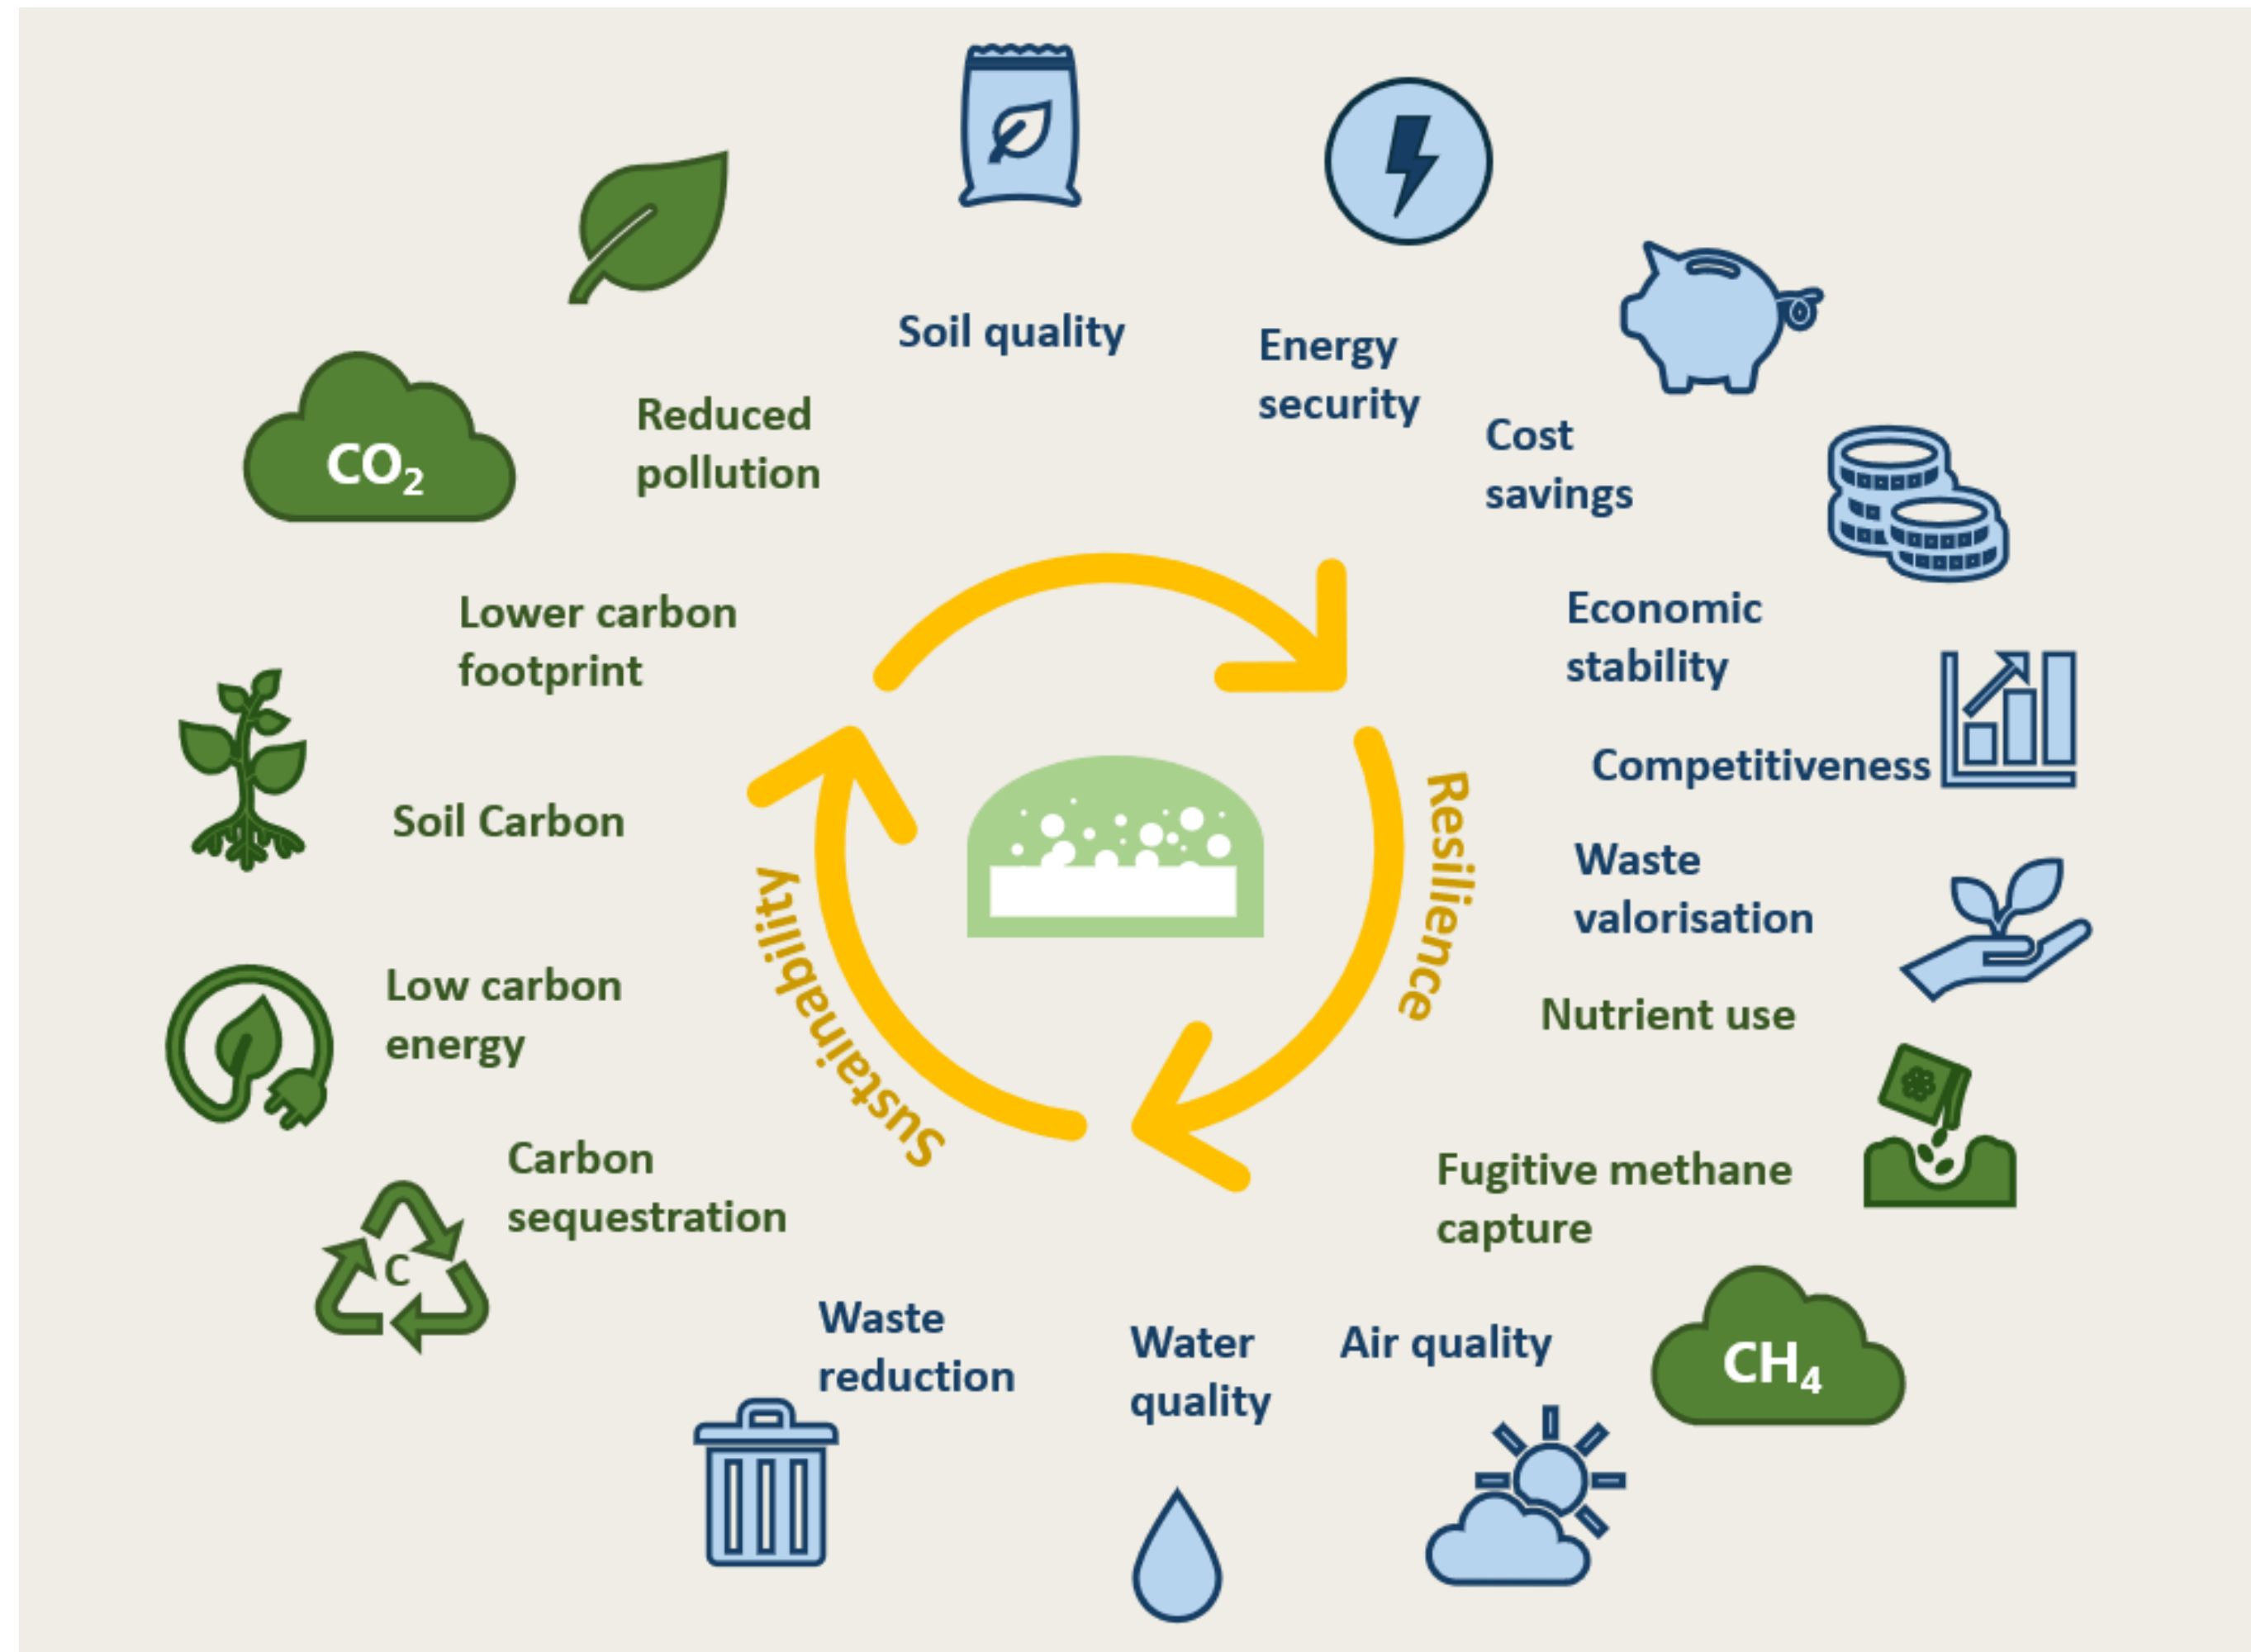 Soil quality
Energy
security
Cost
savings
Economic
stability
Competitiveness
Waste
valorisation
Nutrient use
Fugitive methane
capture
CH₄
Air quality
Water
quality
Waste
reduction
Carbon
sequestration
C
Low carbon
energy
Soil Carbon
Lower carbon
footprint
CO₂
Reduced
pollution
Resilience
Sustainability